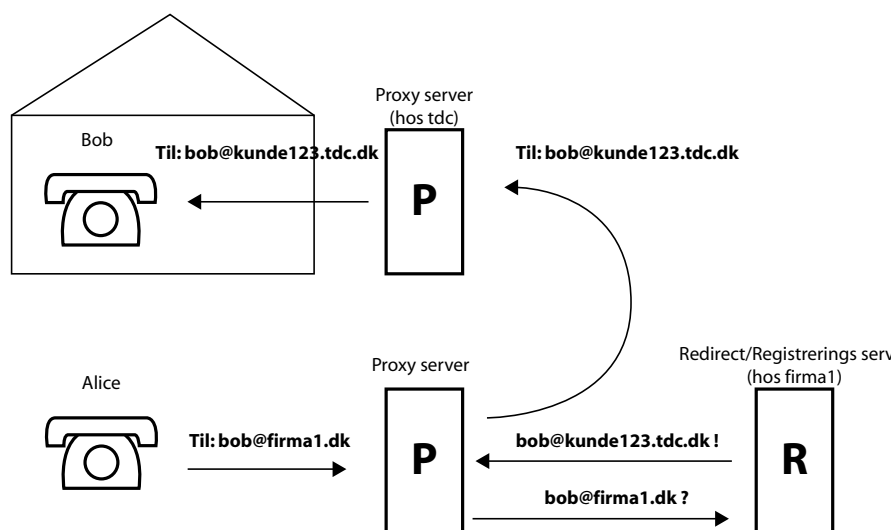 Proxy server
(hos tdc)
Bob
Til: bob@kunde123.tdc.dk
Til: bob@kunde123.tdc.dk
P
Proxy server
Redirect/Registrerings serv
(hos firma1)
Alice
Til: bob@firma1.dk
bob@kunde123.tdc.dk !
P
R
bob@firma1.dk ?